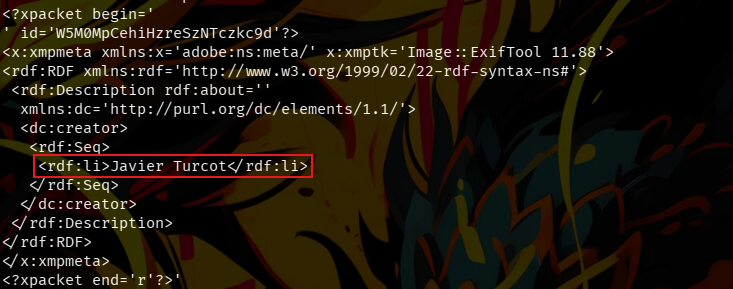 <?xpacket begin='
' id='W5M0MpCehiHzreSzNTczkc9d'?>
<x:xmpmeta xmlns:x='adobe:ns:meta/' x:xmptk='Image::ExifTool 11.88'>
<rdf:RDF xmlns:rdf='http://www.w3.org/1999/02/22-rdf-syntax-ns#'>
<rdf:Description rdf:about=''
xmlns:dc='http://purl.org/dc/elements/1.1/'>
<dc:creator>
<rdf:Seq>
<rdf:li>Javier Turcot</rdf:li>
</rdf:Seq>
</dc:creator>
</rdf:Description>
</rdf:RDF>
</x:xmpmeta>
<?xpacket end='r'?>'